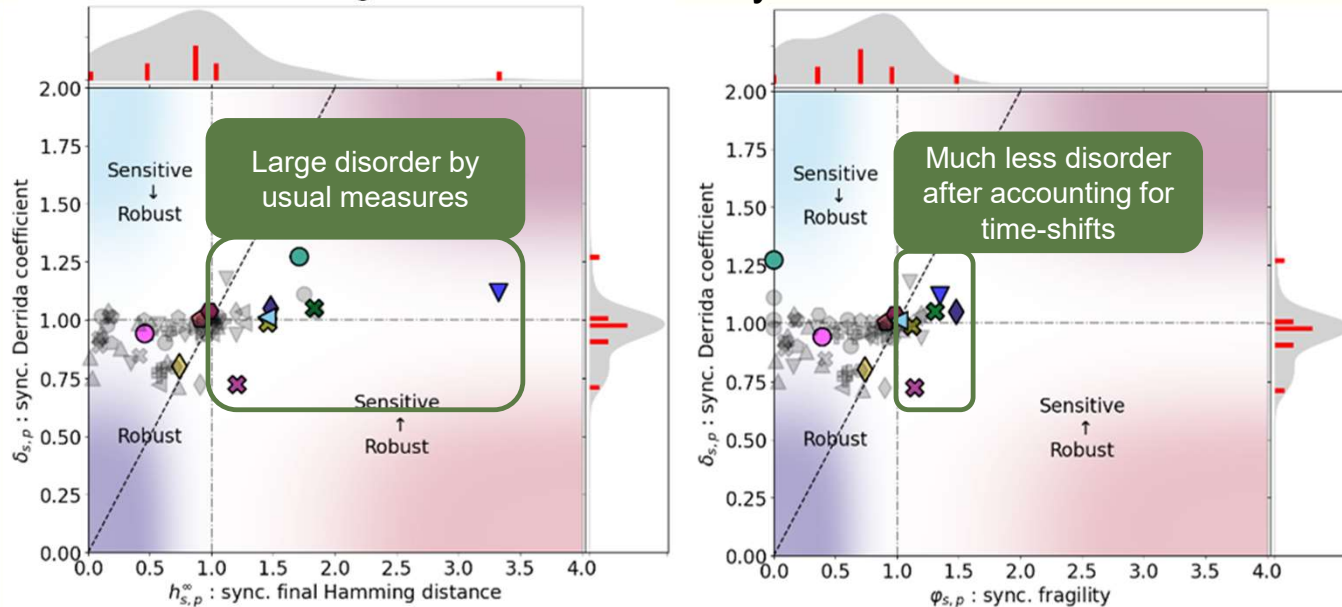 2.00
1.75
1.50
1.25
1.00
0.75
0.50
0.25
0.00
δs,p : sync. Derrida coefficient
Sensitive
↓
Robust
Large disorder by
usual measures
Robust
Sensitive
↑
Robust
0.0 0.5 1.0 1.5 2.0 2.5 3.0 3.5 4.0
h∞s,p : sync. final Hamming distance
2.00
1.75
1.50
1.25
1.00
0.75
0.50
0.25
0.00
δs,p : sync. Derrida coefficient
Sensitive
↓
Robust
Much less disorder
after accounting for
time-shifts
Robust
Sensitive
↑
Robust
0.0 0.5 1.0 1.5 2.0 2.5 3.0 3.5 4.0
φs,p : sync. fragility